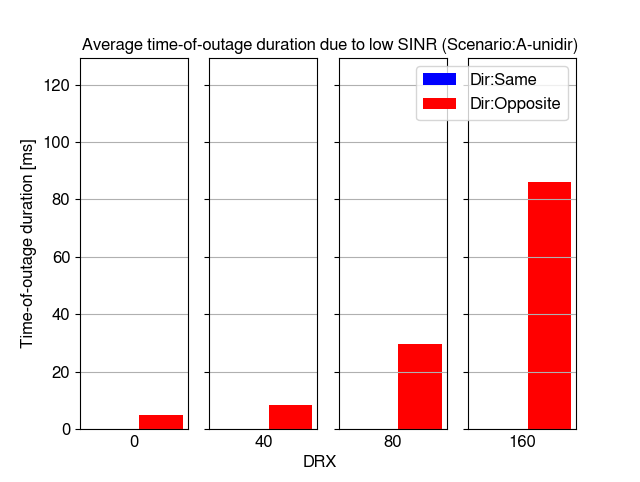 Average time-of-outage duration due to low SINR (Scenario:A-unidir)
Time-of-outage duration [ms]
120
100
80
60
40
20
0
Dir:Same
Dir:Opposite
0
40
80
160
DRX